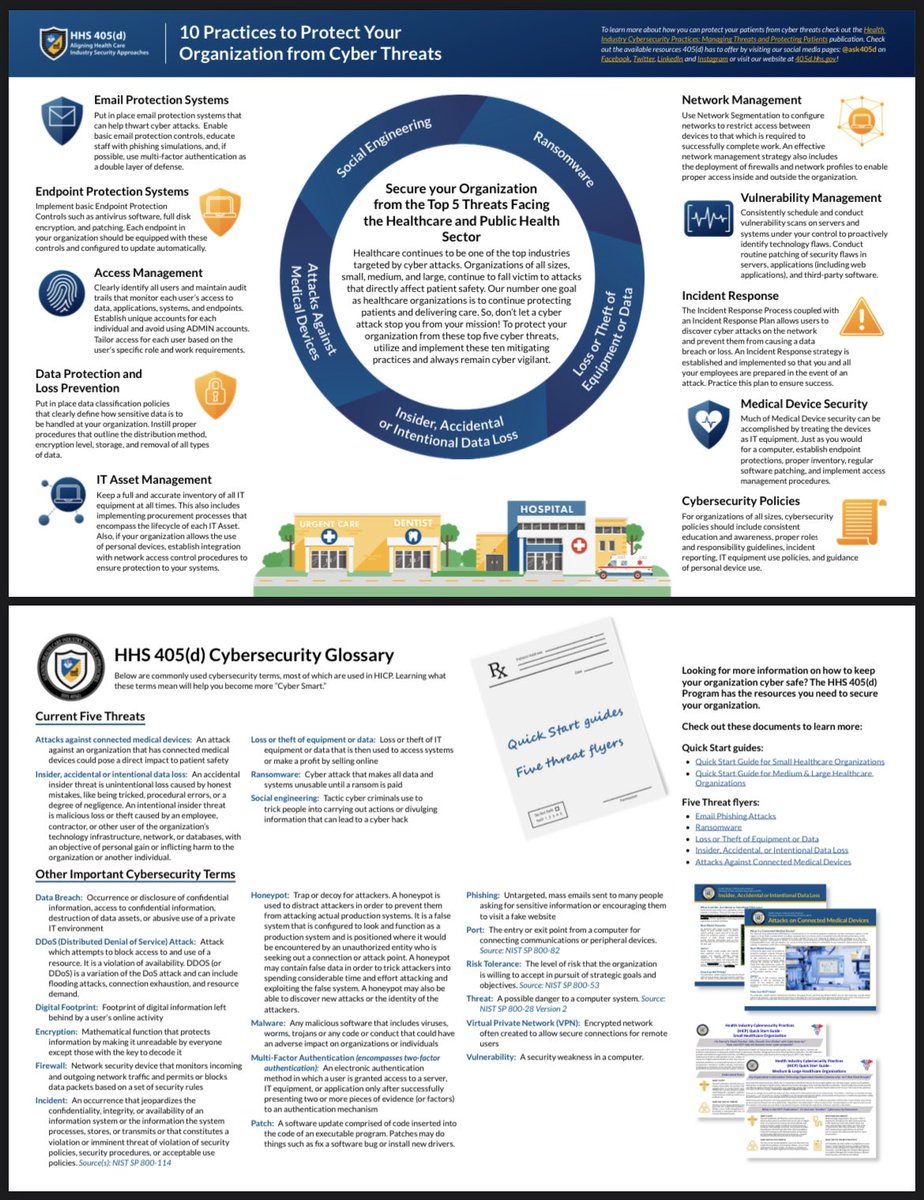 HHS 405(d)
Aligning Health Care
Industry Security Approaches
10 Practices to Protect Your
Organization from Cyber Threats
To learn more about how you can protect your patients from cyber threats check out the Health
Industry Cybersecurity Practices: Managing Threats and Protecting Patients publication. Check
out the available resources 405(d) has to offer by visiting our social media pages: @ask405d on
Facebook, Twitter, LinkedIn and Instagram or visit our website at 405d.hhs.gov!
Email Protection Systems
Put in place email protection systems that
can help thwart cyber attacks. Enable
basic email protection controls, educate
staff with phishing simulations, and, if
possible, use multi-factor authentication as
a double layer of defense.
Endpoint Protection Systems
Implement basic Endpoint Protection
Controls such as antivirus software, full disk
encryption, and patching. Each endpoint in
your organization should be equipped with these
controls and configured to update automatically.
Access Management
Clearly identify all users and maintain audit
trails that monitor each user's access to
data, applications, systems, and endpoints.
Establish unique accounts for each
individual and avoid using ADMIN accounts.
Tailor access for each user based on the
user's specific role and work requirements.
Data Protection and
Loss Prevention
Put in place data classification policies
that clearly define how sensitive data is to
be handled at your organization. Instill proper
procedures that outline the distribution method,
encryption level, storage, and removal of all types
of data.
IT Asset Management
Keep a full and accurate inventory of all IT
equipment at all times. This also includes
implementing procurement processes that
encompass the lifecycle of each IT Asset.
Also, if your organization allows the use
of personal devices, establish integration
with network access control procedures to
ensure protection to your systems.
Social Engineering
Ransomware
Loss or Theft of
Equipment or Data
Insider, Accidental
or Intentional Data Loss
Attacks Against
Medical Devices
Secure your Organization
from the Top 5 Threats Facing
the Healthcare and Public Health
Sector
Healthcare continues to be one of the top industries
targeted by cyber attacks. Organizations of all sizes,
small, medium, and large, continue to fall victim to attacks
that directly affect patient safety. Our number one goal
as healthcare organizations is to continue protecting
patients and delivering care. So, don't let a cyber
attack stop you from your mission! To protect your
organization from these top five cyber threats,
utilize and implement these ten mitigating
practices and always remain cyber vigilant.
URGENT CARE
DENTIST
HOSPITAL
Network Management
Use Network Segmentation to configure
networks to restrict access between
devices to that which is required to
successfully complete work. An effective
network management strategy also includes
the deployment of firewalls and network profiles to enable
proper access inside and outside the organization.
Vulnerability Management
Consistently schedule and conduct
vulnerability scans on servers and
systems under your control to proactively
identify technology flaws. Conduct
routine patching of security flaws in
servers, applications (including web
applications), and third-party software.
Incident Response
The Incident Response Process coupled with
an Incident Response Plan allows users to
discover cyber attacks on the network
and prevent them from causing a data
breach or loss. An Incident Response strategy is
established and implemented so that you and all
your employees are prepared in the event of an
attack. Practice this plan to ensure success.
Medical Device Security
Much of Medical Device security can be
accomplished by treating the devices
as IT equipment. Just as you would
for a computer, establish endpoint
protections, proper inventory, regular
software patching, and implement access
management procedures.
Cybersecurity Policies
For organizations of all sizes, cybersecurity
policies should include consistent
education and awareness, proper roles
and responsibility guidelines, incident
reporting, IT equipment use policies, and guidance
of personal device use.
HHS 405(d) Cybersecurity Glossary
Below are commonly used cybersecurity terms, most of which are used in HICP. Learning what
these terms mean will help you become more "Cyber Smart."
Current Five Threats
Attacks against connected medical devices: An attack
against an organization that has connected medical
devices could pose a direct impact to patient safety
Insider, accidental or intentional data loss: An accidental
insider threat is unintentional loss caused by honest
mistakes, like being tricked, procedural errors, or a
degree of negligence. An intentional insider threat
is malicious loss or theft caused by an employee,
contractor, or other user of the organization's
technology infrastructure, network, or databases, with
an objective of personal gain or inflicting harm to the
organization or another individual.
Loss or theft of equipment or data: Loss or theft of IT
equipment or data that is then used to access systems
or make a profit by selling online
Ransomware: Cyber attack that makes all data and
systems unusable until a ransom is paid
Social engineering: Tactic cyber criminals use to
trick people into carrying out actions or divulging
information that can lead to a cyber hack
Rx
Date
Quick Start guides
Five threat flyers
Other Important Cybersecurity Terms
Data Breach: Occurrence or disclosure of confidential
information, access to confidential information,
destruction of data assets, or abusive use of a private
IT environment
DDoS (Distributed Denial of Service) Attack: Attack
which attempts to block access to and use of a
resource. It is a violation of availability. DDOS (or
DDoS) is a variation of the DoS attack and can include
flooding attacks, connection exhaustion, and resource
demand.
Digital Footprint: Footprint of digital information left
behind by a user's online activity
Encryption: Mathematical function that protects
information by making it unreadable by everyone
except those with the key to decode it
Firewall: Network security device that monitors incoming
and outgoing network traffic and permits or blocks
data packets based on a set of security rules
Incident: An occurrence that jeopardizes the
confidentiality, integrity, or availability of an
information system or the information the system
processes, stores, or transmits or that constitutes a
violation or imminent threat of violation of security
policies, security procedures, or acceptable use
policies. Source(s): NIST SP 800-114
Honeypot: Trap or decoy for attackers. A honeypot is
used to distract attackers in order to prevent them
from attacking actual production systems. It is a false
system that is configured to look and function as a
production system and is positioned where it would
be encountered by an unauthorized entity who is
seeking out a connection or attack point. A honeypot
may contain false data in order to trick attackers into
spending considerable time and effort attacking and
exploiting the false system. A honeypot may also be
able to discover new attacks or the identity of the
attackers.
Malware: Any malicious software that includes viruses,
worms, trojans or any code or conduct that could have
an adverse impact on organizations or individuals
Multi-Factor Authentication (encompasses two-factor
authentication): An electronic authentication
method in which a user is granted access to a server,
IT equipment, or application only after successfully
presenting two or more pieces of evidence (or factors)
to an authentication mechanism
Patch: A software update comprised of code inserted into
the code of an executable program. Patches may do
things such as fix a software bug or install new drivers.
Phishing: Untargeted, mass emails sent to many people
asking for sensitive information or encouraging them
to visit a fake website
Port: The entry or exit point from a computer for
connecting communications or peripheral devices.
Source: NIST SP 800-82
Risk Tolerance: The level of risk that the organization
is willing to accept in pursuit of strategic goals and
objectives. Source: NIST SP 800-53
Threat: A possible danger to a computer system. Source:
NIST SP 800-28 Version 2
Virtual Private Network (VPN): Encrypted network
often created to allow secure connections for remote
users
Vulnerability: A security weakness in a computer.
Looking for more information on how to keep
your organization cyber safe? The HHS 405(d)
Program has the resources you need to secure
your organization.
Check out these documents to learn more:
Quick Start guides:
• Quick Start Guide for Small Healthcare Organizations
• Quick Start Guide for Medium & Large Healthcare
Organizations
Five Threat flyers:
• Email Phishing Attacks
• Ransomware
• Loss or Theft of Equipment or Data
• Insider, Accidental, or Intentional Data Loss
• Attacks Against Connected Medical Devices
Insider, Accidental or Intentional Data Loss
Attacks on Connected Medical Devices
Health Industry Cybersecurity Practices
(HICP) Quick Start Guide
Small Healthcare Organization
Health Industry Cybersecurity Practices
(HICP) Quick Start Guide
Medium & Large Healthcare Organizations